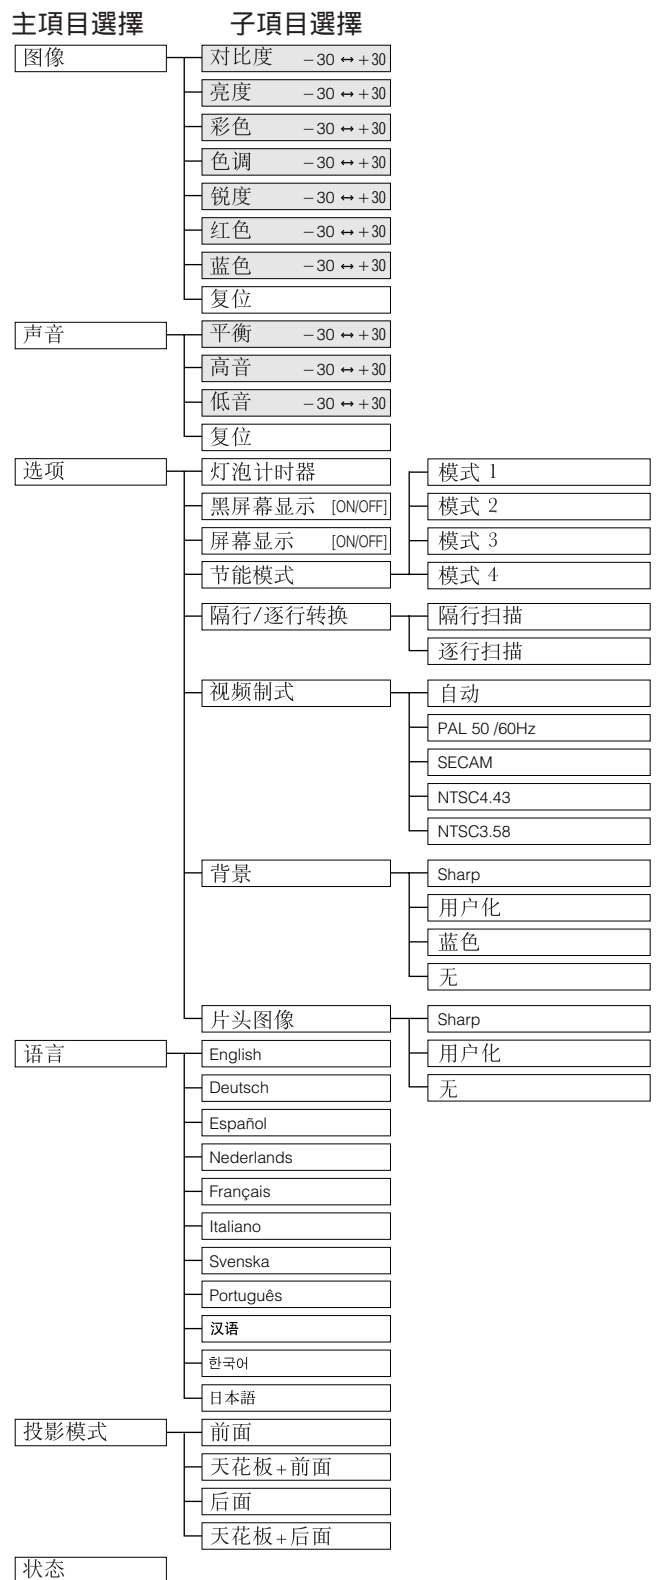 主項目選擇 子項目選擇
图像 对比度 −30 ↔ +30
亮度 −30 ↔ +30
彩色 −30 ↔ +30
色调 −30 ↔ +30
锐度 −30 ↔ +30
红色 −30 ↔ +30
蓝色 −30 ↔ +30
复位
声音 平衡 −30 ↔ +30
高音 −30 ↔ +30
低音 −30 ↔ +30
复位
选项 灯泡计时器 模式 1
黑屏幕显示 [ON/OFF] 模式 2
屏幕显示 [ON/OFF] 模式 3
节能模式 模式 4
隔行/逐行转换 隔行扫描
逐行扫描
视频制式 自动
PAL 50 /60Hz
SECAM
NTSC4.43
NTSC3.58
背景 Sharp
用户化
蓝色
无
片头图像 Sharp
语言 English 用户化
Deutsch 无
Español
Nederlands
Français
Italiano
Svenska
Português
汉语
한국어
日本語
投影模式 前面
天花板+前面
后面
天花板+后面
状态